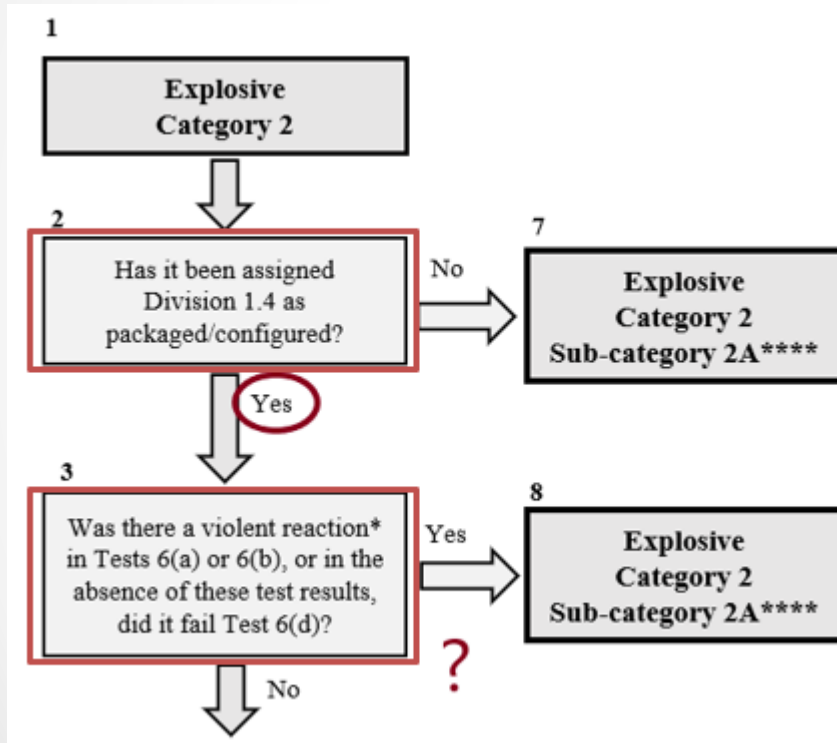 1
Explosive
Category 2
2
Has it been assigned
Division 1.4 as
packaged/configured?
No
7
Explosive
Category 2
Sub-category 2A****
Yes
3
Was there a violent reaction*
in Tests 6(a) or 6(b), or in the
absence of these test results,
did it fail Test 6(d)?
Yes
8
Explosive
Category 2
Sub-category 2A****
?
No